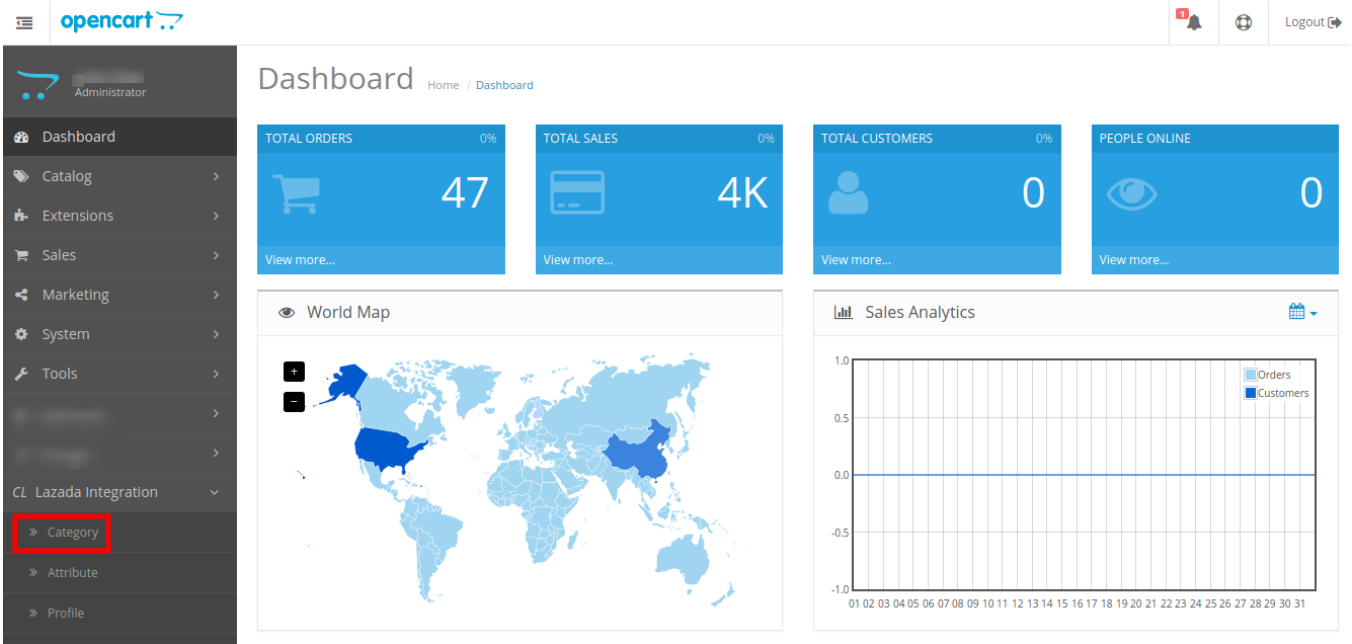 opencart
1
Logout
Administrator
Dashboard
Catalog
Extensions
Sales
Marketing
System
Tools
CL Lazada Integration
Category
Attribute
Profile
Dashboard Home / Dashboard
TOTAL ORDERS 0%
47
View more...
TOTAL SALES 0%
4K
View more...
TOTAL CUSTOMERS 0%
0
View more...
PEOPLE ONLINE
0
View more...
World Map
+
−
Sales Analytics
Orders
Customers
1.0
0.5
0.0
-0.5
-1.0
01 02 03 04 05 06 07 08 09 10 11 12 13 14 15 16 17 18 19 20 21 22 23 24 25 26 27 28 29 30 31